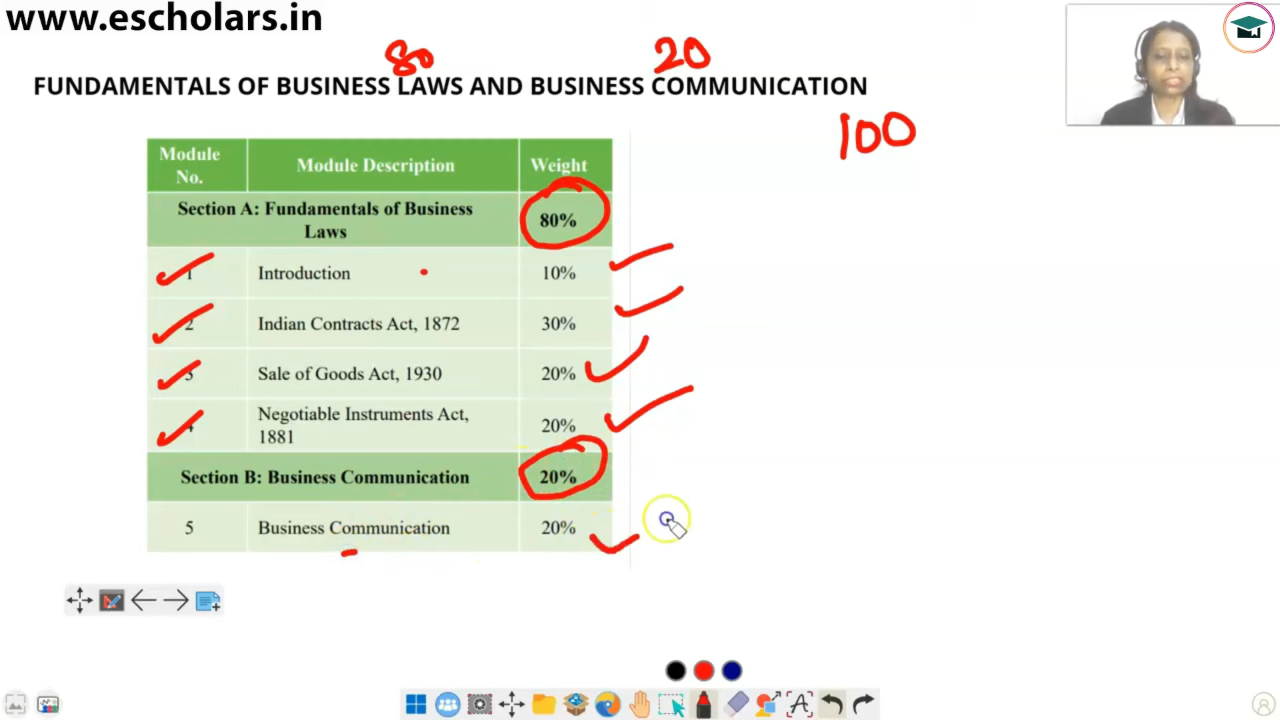 www.escholars.in
80
20
FUNDAMENTALS OF BUSINESS LAWS AND BUSINESS COMMUNICATION
100
Module No.
Module Description
Weight
Section A: Fundamentals of Business
Laws
80%
1
Introduction
10%
2
Indian Contracts Act, 1872
30%
3
Sale of Goods Act, 1930
20%
4
Negotiable Instruments Act,
1881
20%
Section B: Business Communication
20%
5
Business Communication
20%